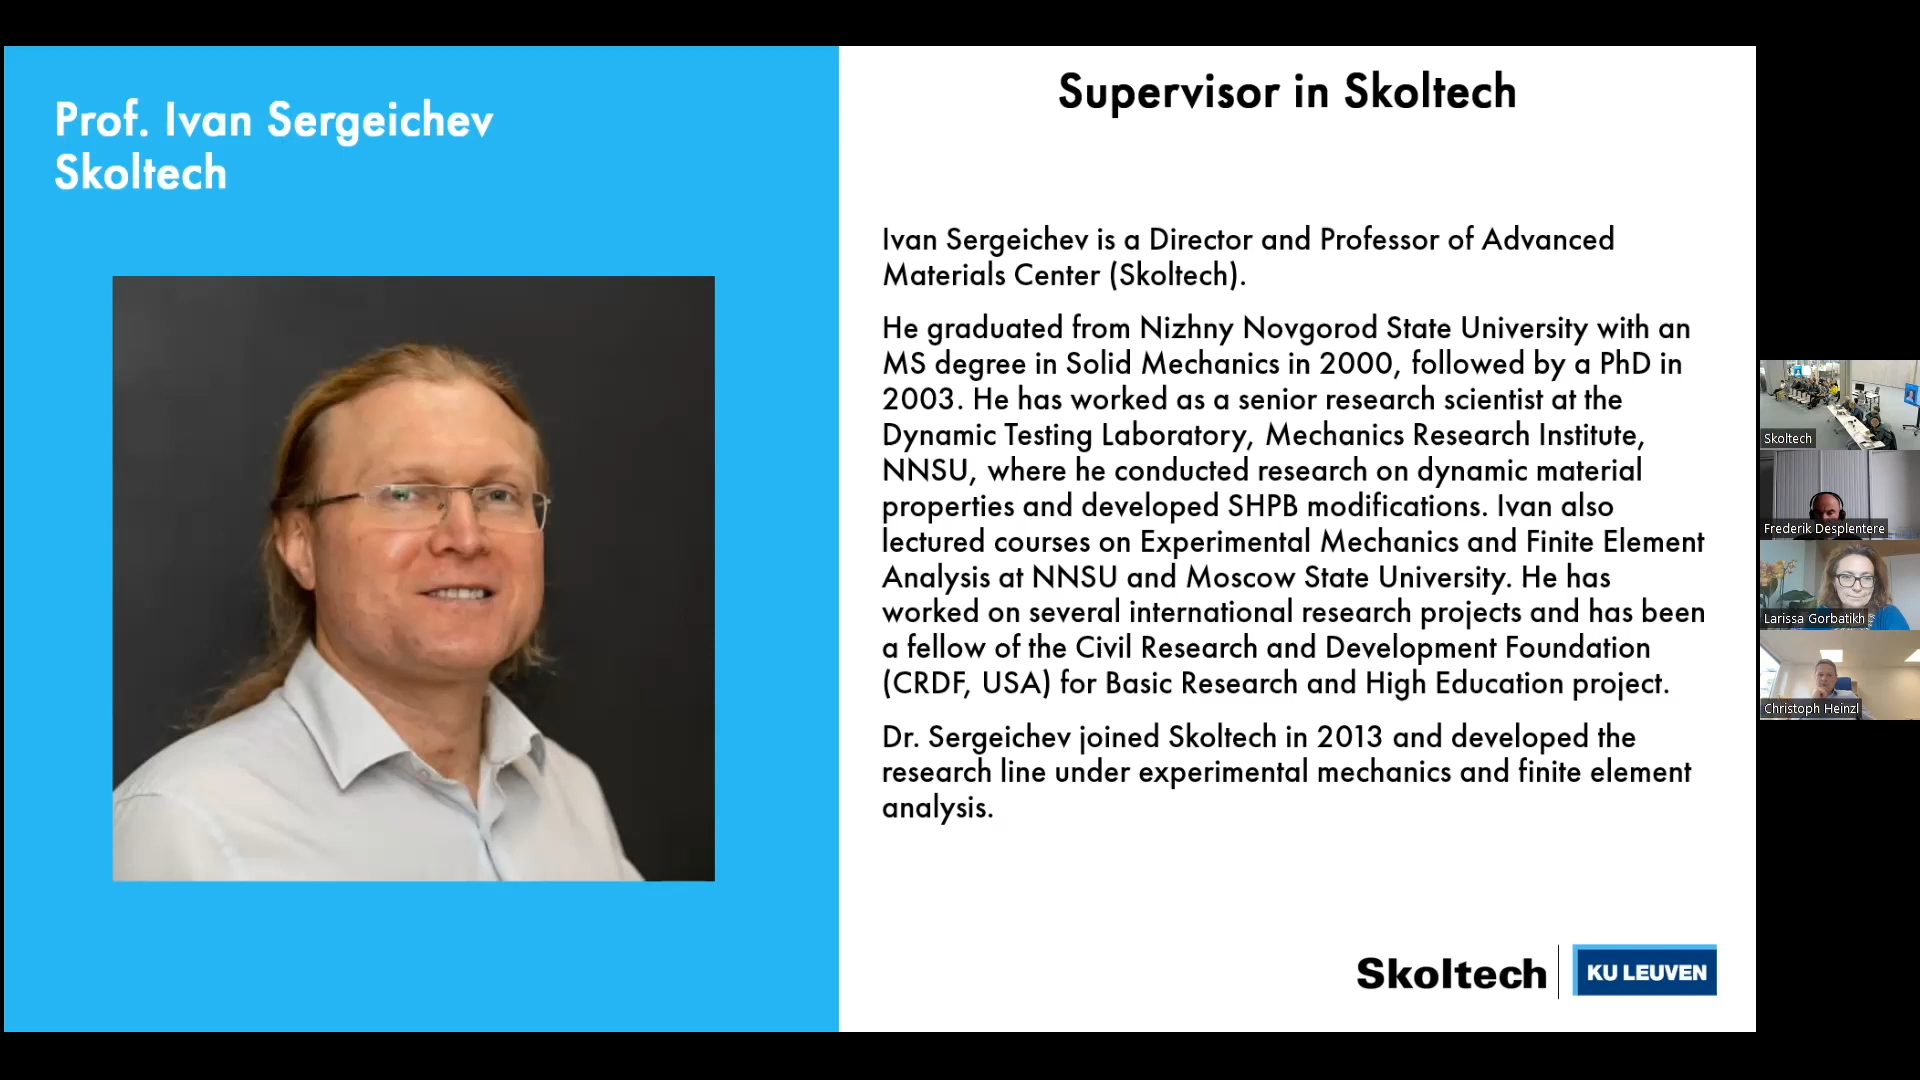 Prof. Ivan Sergeichev
Skoltech
Supervisor in Skoltech
Ivan Sergeichev is a Director and Professor of Advanced
Materials Center (Skoltech).
He graduated from Nizhny Novgorod State University with an
MS degree in Solid Mechanics in 2000, followed by a PhD in
2003. He has worked as a senior research scientist at the
Dynamic Testing Laboratory, Mechanics Research Institute,
NNSU, where he conducted research on dynamic material
properties and developed SHPB modifications. Ivan also
lectured courses on Experimental Mechanics and Finite Element
Analysis at NNSU and Moscow State University. He has
worked on several international research projects and has been
a fellow of the Civil Research and Development Foundation
(CRDF, USA) for Basic Research and High Education project.
Dr. Sergeichev joined Skoltech in 2013 and developed the
research line under experimental mechanics and finite element
analysis.
Skoltech
KU LEUVEN
Skoltech
Frederik Desplentere
Larissa Gorbatikh
Christoph Heinzl